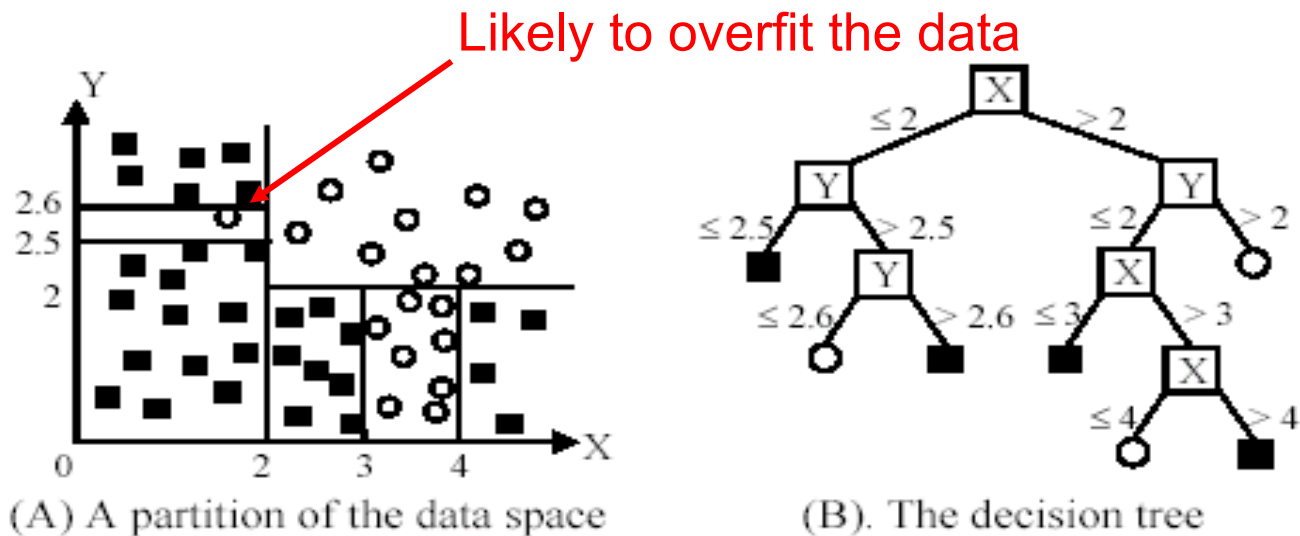 Likely to overfit the data
Y
2.6
2.5
2
0
2
3
4
X
(A) A partition of the data space
X
≤ 2
> 2
Y
Y
≤ 2.5
> 2.5
≤ 2
> 2
Y
X
≤ 2.6
> 2.6
≤ 3
> 3
X
≤ 4
> 4
(B). The decision tree